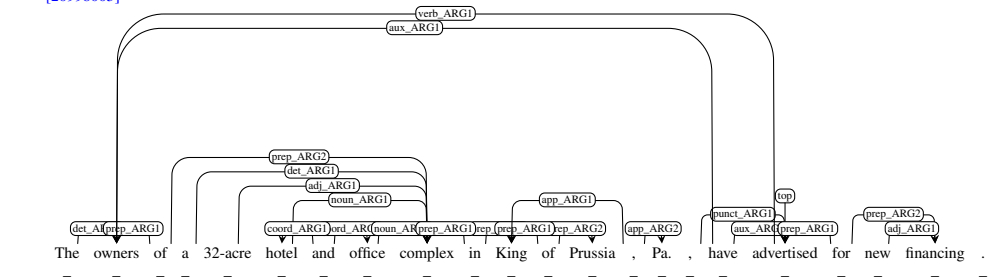 verb_ARG1
aux_ARG1
prep_ARG2
det_ARG1
adj_ARG1
noun_ARG1 app_ARG1
top
punct_ARG1 prep_ARG2
prep_ARG1 coord_ARG1 prep_ARG1 prep_ARG1 app_ARG2 prep_ARG1 adj_ARG1
The owners of a 32-acre hotel and office complex in King of Prussia , Pa. , have advertised for new financing .